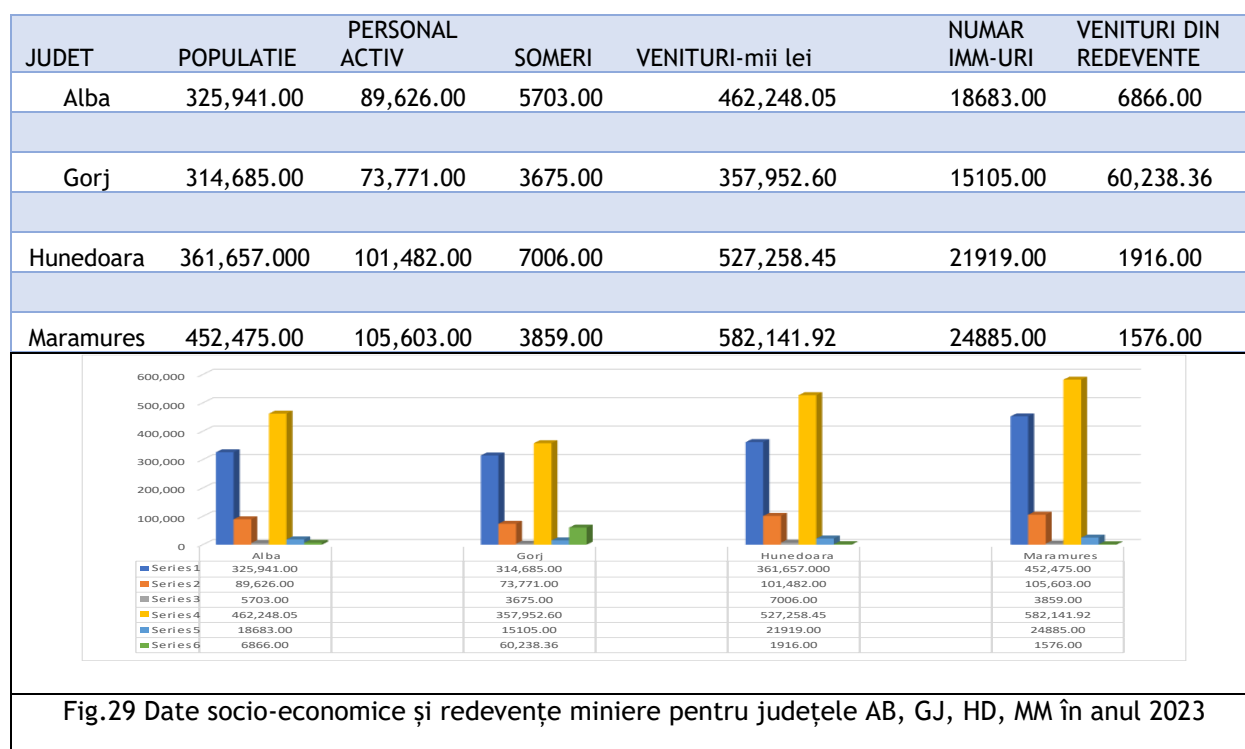 JUDET POPULATIE PERSONAL ACTIV SOMERI VENITURI-mii lei NUMAR IMM-URI VENITURI DIN REDEVENTE
Alba 325,941.00 89,626.00 5703.00 462,248.05 18683.00 6866.00
Gorj 314,685.00 73,771.00 3675.00 357,952.60 15105.00 60,238.36
Hunedoara 361,657.000 101,482.00 7006.00 527,258.45 21919.00 1916.00
Maramures 452,475.00 105,603.00 3859.00 582,141.92 24885.00 1576.00
600,000
500,000
400,000
300,000
200,000
100,000
0
Alba Gorj Hunedoara Maramures
Series1 325,941.00 314,685.00 361,657.000 452,475.00
Series2 89,626.00 73,771.00 101,482.00 105,603.00
Series3 5703.00 3675.00 7006.00 3859.00
Series4 462,248.05 357,952.60 527,258.45 582,141.92
Series5 18683.00 15105.00 21919.00 24885.00
Series6 6866.00 60,238.36 1916.00 1576.00
Fig.29 Date socio-economice și redevențe miniere pentru județele AB, GJ, HD, MM în anul 2023